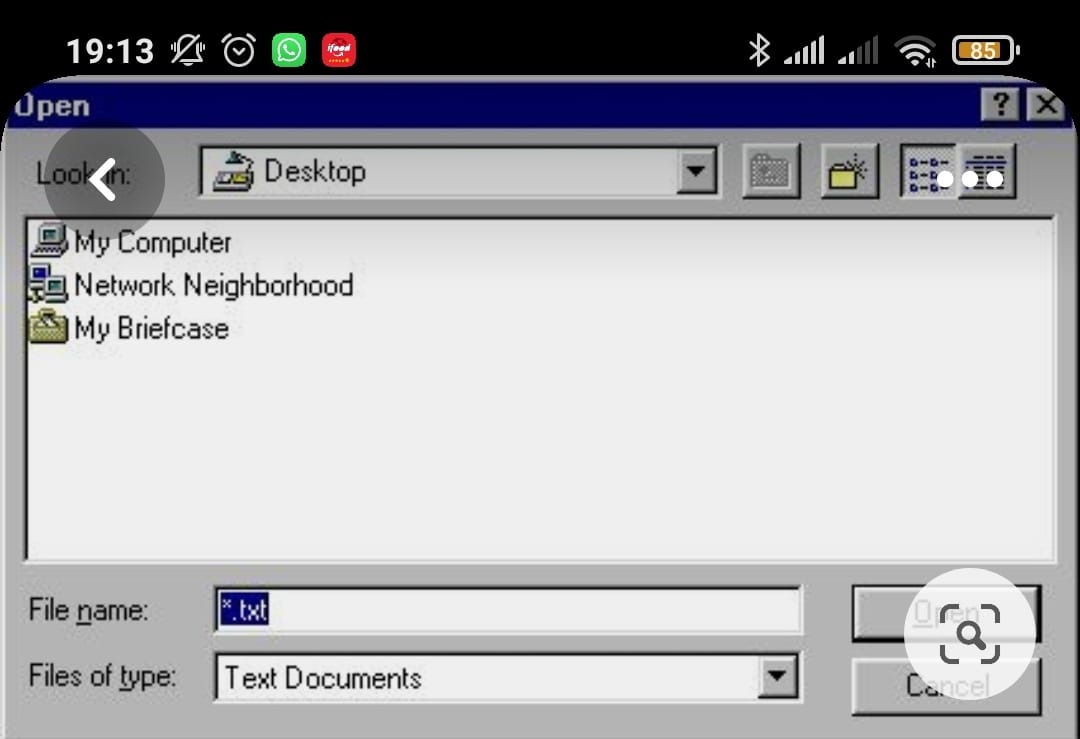 19:13 ifood 85
Open ?
Look in: Desktop
My Computer
Network Neighborhood
My Briefcase
File name: *.txt Open
Files of type: Text Documents
Cancel